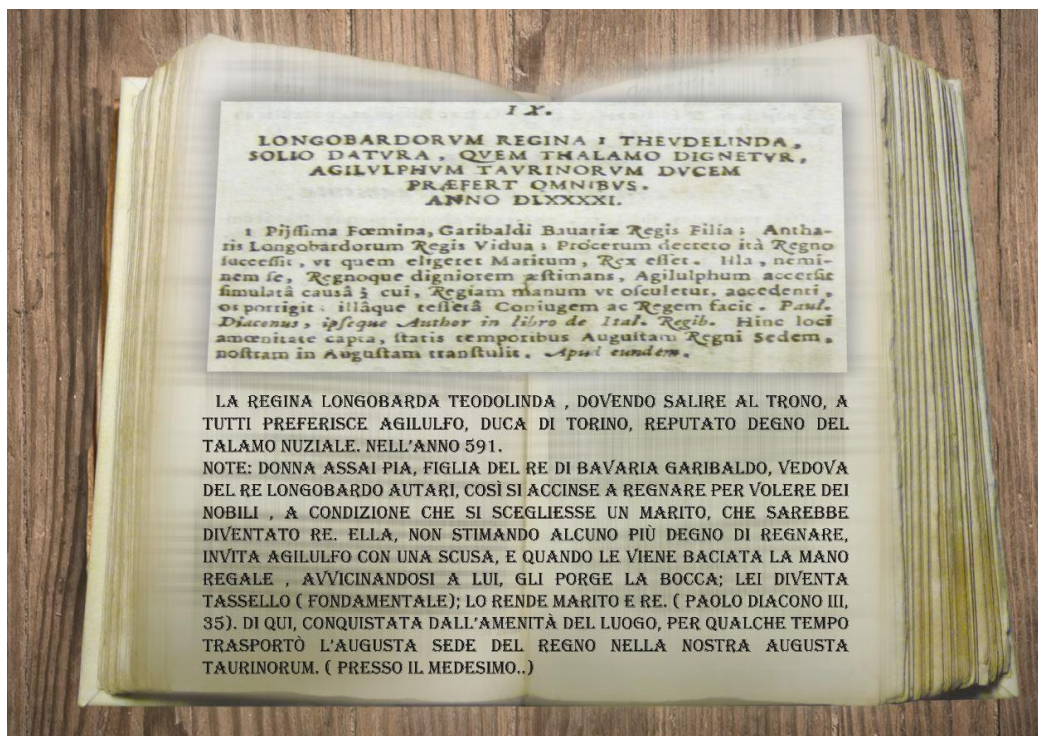 IX.
LONGOBARDORVM REGINA 1 THEVDELINDA,
SOLIO DATVRA, QVEM THALAMO DIGNETVR,
AGILVLPHVM TAVRINORVM DVCEM
PRÆFERT OMNIBVS.
ANNO DLXXXXI.
1 Pijſſima Fœmina, Garibaldi Bauariæ Regis Filia; Antha-
ris Longobardorum Regis Vidua; Procerum decreto ità Regno
ſucceſſit, vt quem eligeret Maritum, Rex eſſet. Illa, nemi-
nem ſe, Regnoque digniorem æſtimans, Agilulphum accerſit
ſimulatâ causâ; cui, Regiam manum vt oſculetur, accedenti,
os porrigit: illâque teſſerâ Coniugem ac Regem facit. Paul.
Diaconus, ipſeque Author in libro de Ital. Regib. Hinc loci
amœnitate capta, ſtatis temporibus Auguſtam Regni Sedem,
noſtram in Auguſtam tranſtulit. Apud eundem.
LA REGINA LONGOBARDA TEODOLINDA , DOVENDO SALIRE AL TRONO, A
TUTTI PREFERISCE AGILULFO, DUCA DI TORINO, REPUTATO DEGNO DEL
TALAMO NUZIALE. NELL'ANNO 591.
NOTE: DONNA ASSAI PIA, FIGLIA DEL RE DI BAVARIA GARIBALDO, VEDOVA
DEL RE LONGOBARDO AUTARI, COSÌ SI ACCINSE A REGNARE PER VOLERE DEI
NOBILI , A CONDIZIONE CHE SI SCEGLIESSE UN MARITO, CHE SAREBBE
DIVENTATO RE. ELLA, NON STIMANDO ALCUNO PIÙ DEGNO DI REGNARE,
INVITA AGILULFO CON UNA SCUSA, E QUANDO LE VIENE BACIATA LA MANO
REGALE , AVVICINANDOSI A LUI, GLI PORGE LA BOCCA; LEI DIVENTA
TASSELLO ( FONDAMENTALE); LO RENDE MARITO E RE. ( PAOLO DIACONO III,
35). DI QUI, CONQUISTATA DALL'AMENITÀ DEL LUOGO, PER QUALCHE TEMPO
TRASPORTÒ L'AUGUSTA SEDE DEL REGNO NELLA NOSTRA AUGUSTA
TAURINORUM. ( PRESSO IL MEDESIMO..)